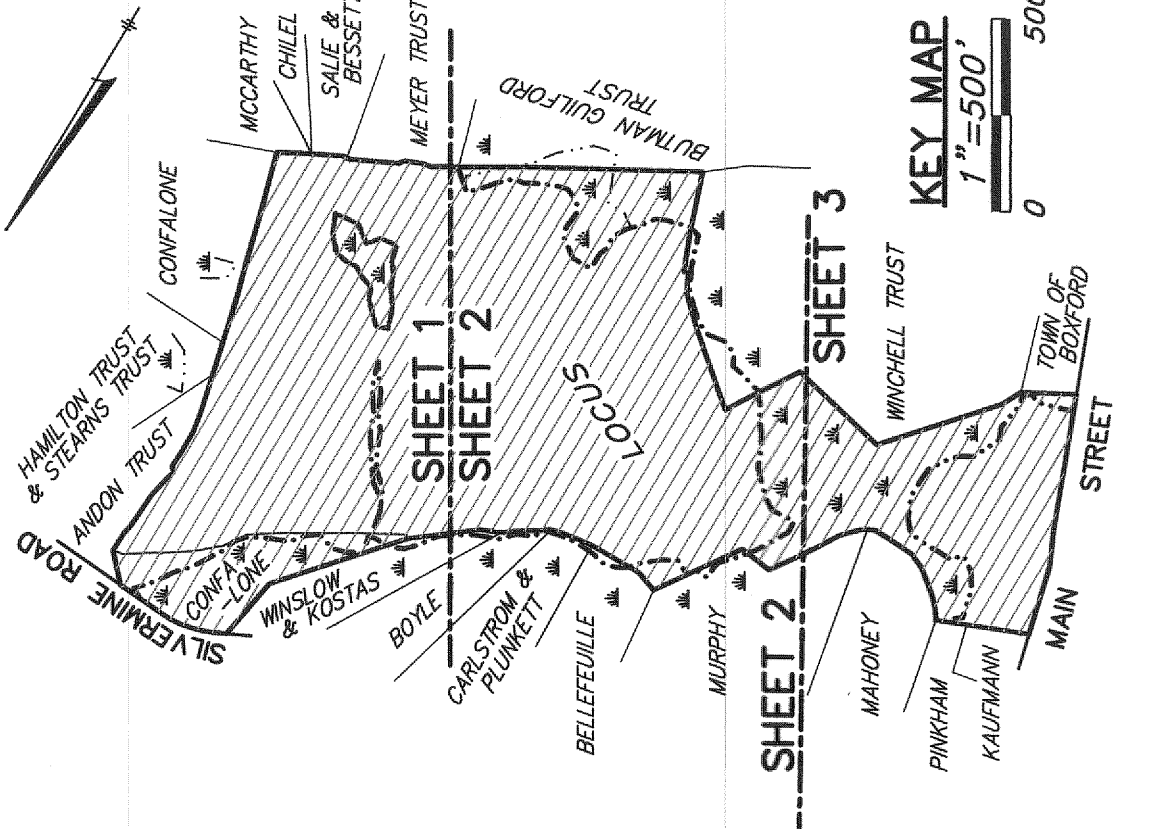 MCCARTHY
CHILEL
SALIE &
MEYER TRUST
CONFALONE
HAMILTON TRUST
& STEARNS TRUST
ANDON TRUST
SILVERMINE ROAD
CONFA
-LONE
WINSLOW
& KOSTAS
BOYLE
CARLSTROM &
PLUNKETT
BELLEFEUILLE
MURPHY
MAHONEY
PINKHAM
KAUFMANN
SHEET 1
SHEET 2
LOCUS
BUTMAN GUILFORD
TRUST
SHEET 2
SHEET 3
WINCHELL TRUST
TOWN OF
BOXFORD
MAIN STREET
KEY MAP
1"=500'
0